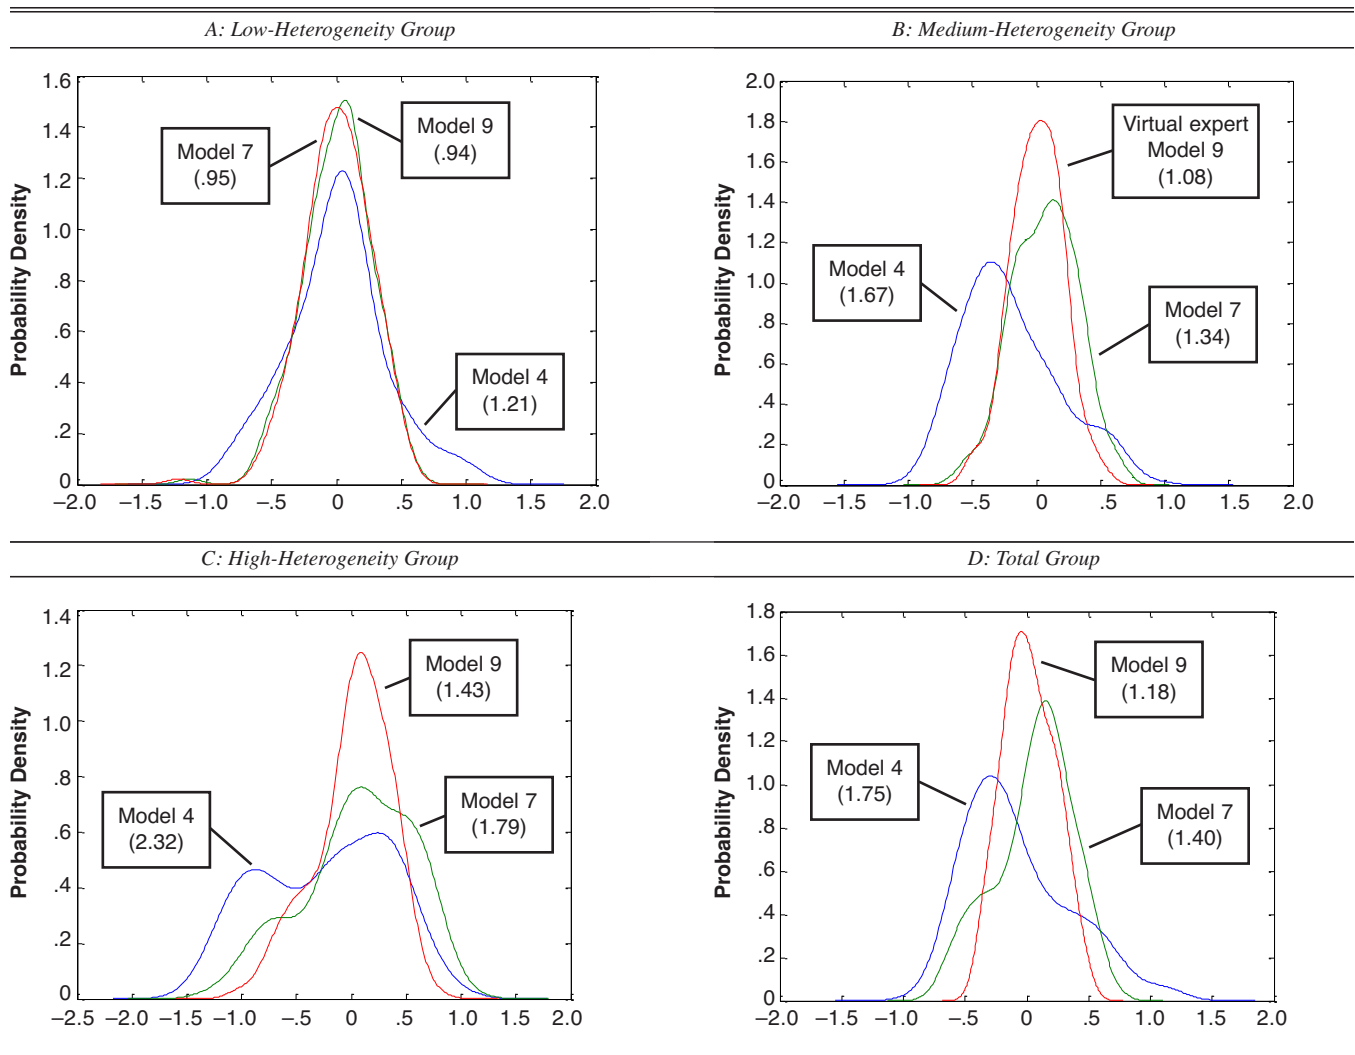 A: Low-Heterogeneity Group
B: Medium-Heterogeneity Group
Probability Density
1.6
1.4
1.2
1.0
.8
.6
.4
.2
0
Model 7
(.95)
Model 9
(.94)
Model 4
(1.21)
–2.0 –1.5 –1.0 –.5 0 .5 1.0 1.5 2.0
Probability Density
2.0
1.8
1.6
1.4
1.2
1.0
.8
.6
.4
.2
0
Virtual expert
Model 9
(1.08)
Model 4
(1.67)
Model 7
(1.34)
–2.0 –1.5 –1.0 –.5 0 .5 1.0 1.5 2.0
C: High-Heterogeneity Group
D: Total Group
Probability Density
1.4
1.2
1.0
.8
.6
.4
.2
0
Model 9
(1.43)
Model 4
(2.32)
Model 7
(1.79)
–2.5 –2.0 –1.5 –1.0 –.5 0 .5 1.0 1.5 2.0
Probability Density
1.8
1.6
1.4
1.2
1.0
.8
.6
.4
.2
0
Model 9
(1.18)
Model 4
(1.75)
Model 7
(1.40)
–2.0 –1.5 –1.0 –.5 0 .5 1.0 1.5 2.0